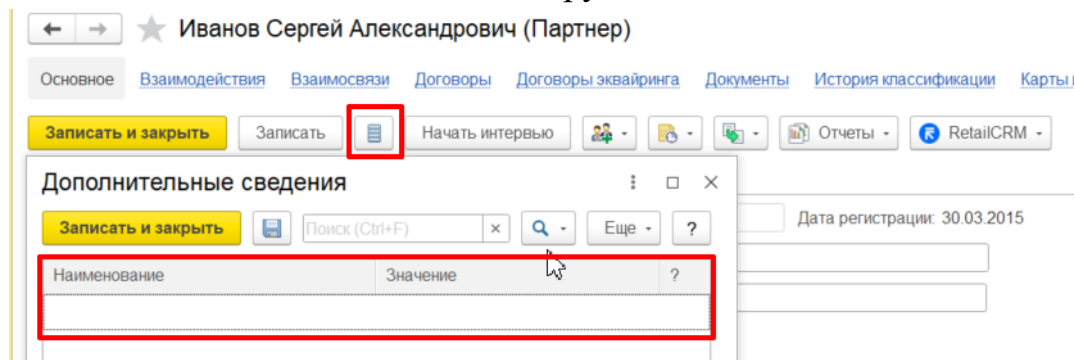 Иванов Сергей Александрович (Партнер)
Основное Взаимодействия Взаимосвязи Договоры Договоры эквайринга Документы История классификации Карты
Записать и закрыть Записать Начать интервью Отчеты RetailCRM
Дополнительные сведения
Записать и закрыть Поиск (Ctrl+F) × Еще ?
Дата регистрации: 30.03.2015
Наименование Значение ?